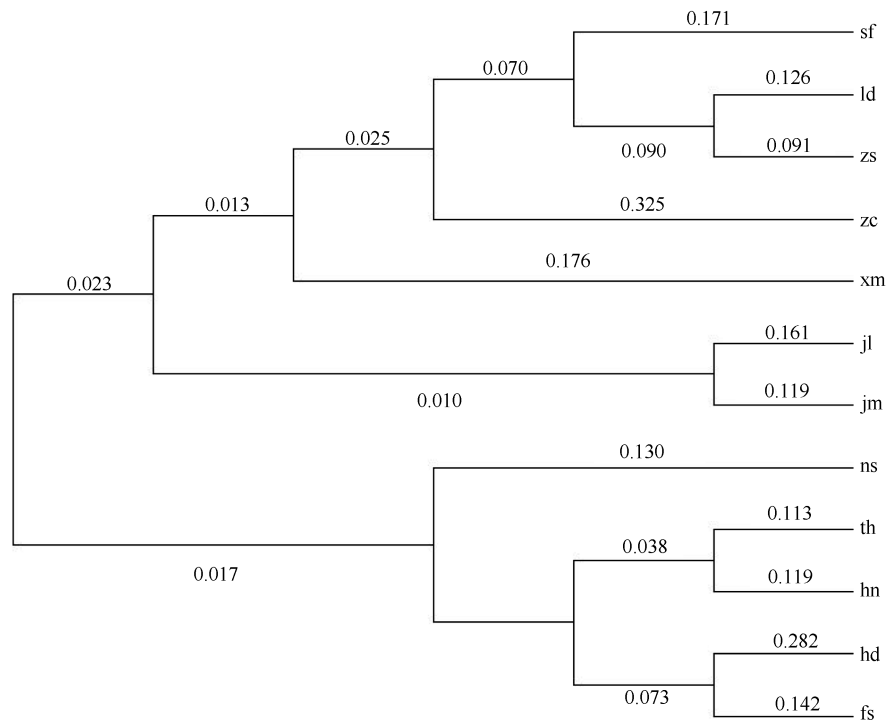 0.171 sf
0.070
0.126 ld
0.090
0.091 zs
0.025
0.325 zc
0.013
0.176 xm
0.023
0.161 jl
0.010
0.119 jm
0.130 ns
0.113 th
0.038
0.119 hn
0.017
0.282 hd
0.073
0.142 fs